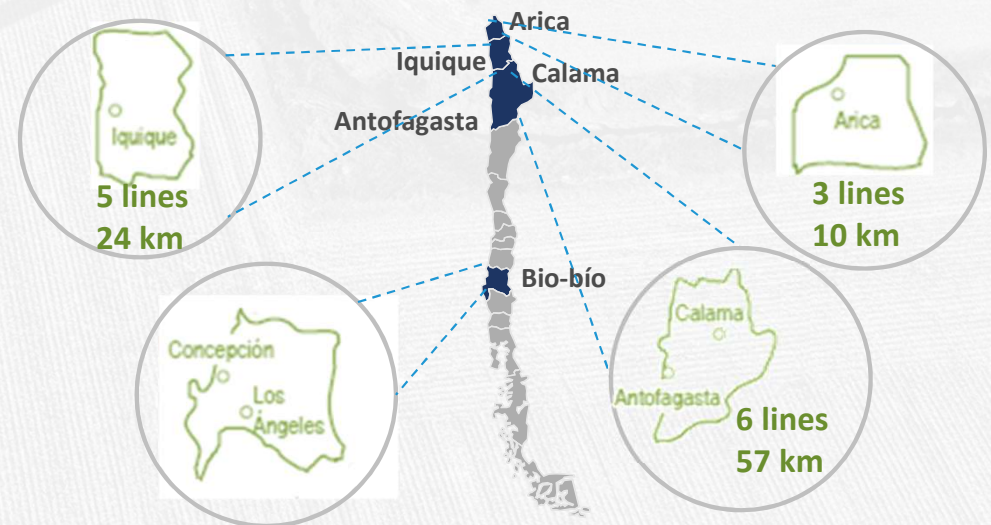 Arica
Iquique
Calama
Antofagasta
Bio-bío
Iquique
5 lines
24 km
Arica
3 lines
10 km
Concepción
Los
Ángeles
Calama
Antofagasta
6 lines
57 km